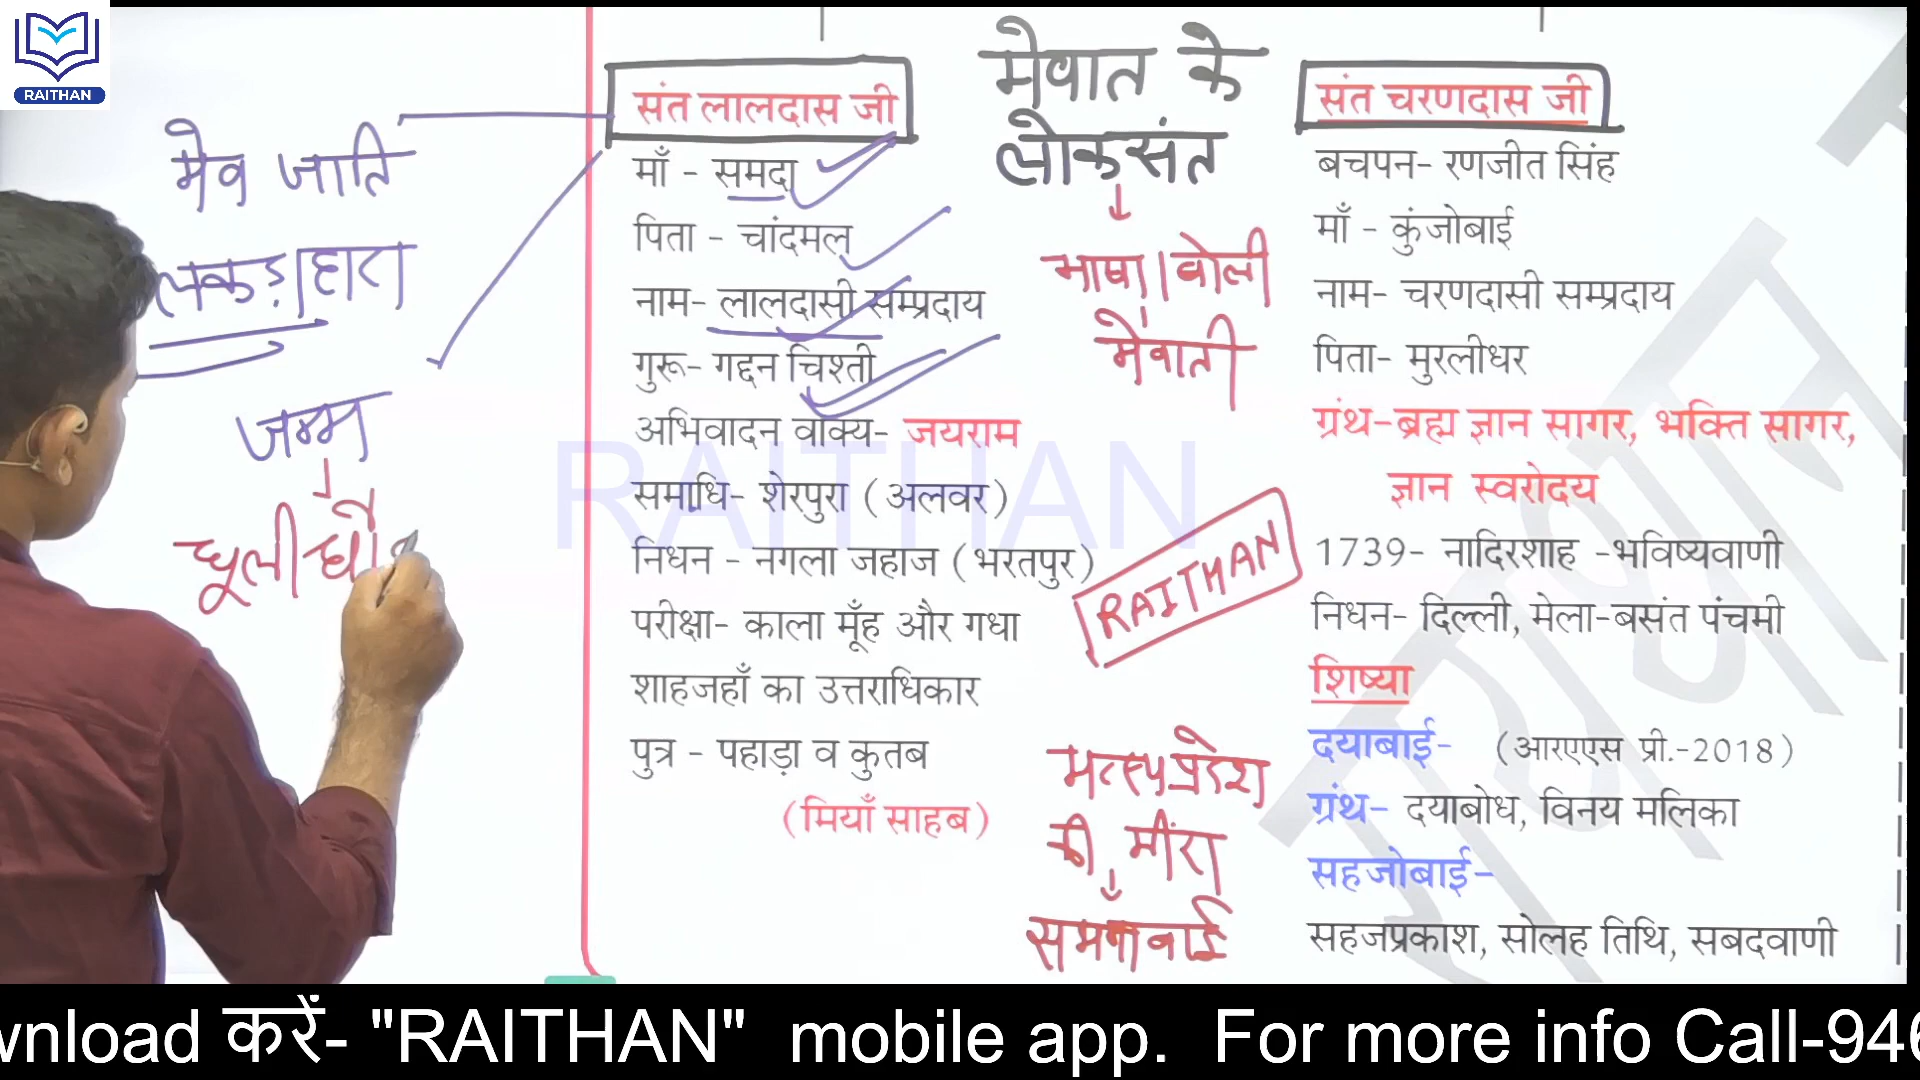 RAITHAN
मेव जाति
लकड़ाहारा
जन्म
धूलीधौ
मेवात के
लोकसंत
भाषा।बोली
मेवाती
संत लालदास जी
माँ - समदा
पिता - चांदमल
नाम- लालदासी सम्प्रदाय
गुरू- गद्दन चिश्ती
अभिवादन वाक्य- जयराम
समाधि- शेरपुरा (अलवर)
निधन - नगला जहाज (भरतपुर)
परीक्षा- काला मूँह और गधा
शाहजहाँ का उत्तराधिकार
पुत्र - पहाड़ा व कुतब
(मियाँ साहब)
RAITHAN
RAITHAN
मत्स्यप्रदेश
की मींरा
समनाबाई
संत चरणदास जी
बचपन- रणजीत सिंह
माँ - कुंजोबाई
नाम- चरणदासी सम्प्रदाय
पिता- मुरलीधर
ग्रंथ-ब्रह्म ज्ञान सागर, भक्ति सागर,
ज्ञान स्वरोदय
1739- नादिरशाह -भविष्यवाणी
निधन- दिल्ली, मेला-बसंत पंचमी
शिष्या
दयाबाई- (आरएएस प्री.-2018)
ग्रंथ- दयाबोध, विनय मलिका
सहजोबाई-
सहजप्रकाश, सोलह तिथि, सबदवाणी
रायथान
wnload करें- "RAITHAN" mobile app. For more info Call-946